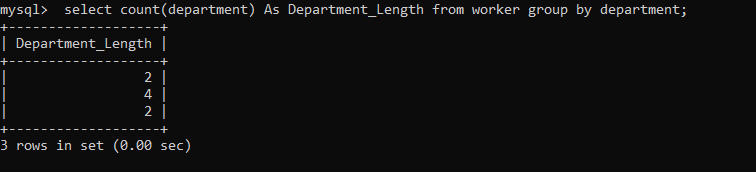 mysql>  select count(department) As Department_Length from worker group by department;
+-------------------+
| Department_Length |
+-------------------+
|                 2 |
|                 4 |
|                 2 |
+-------------------+
3 rows in set (0.00 sec)